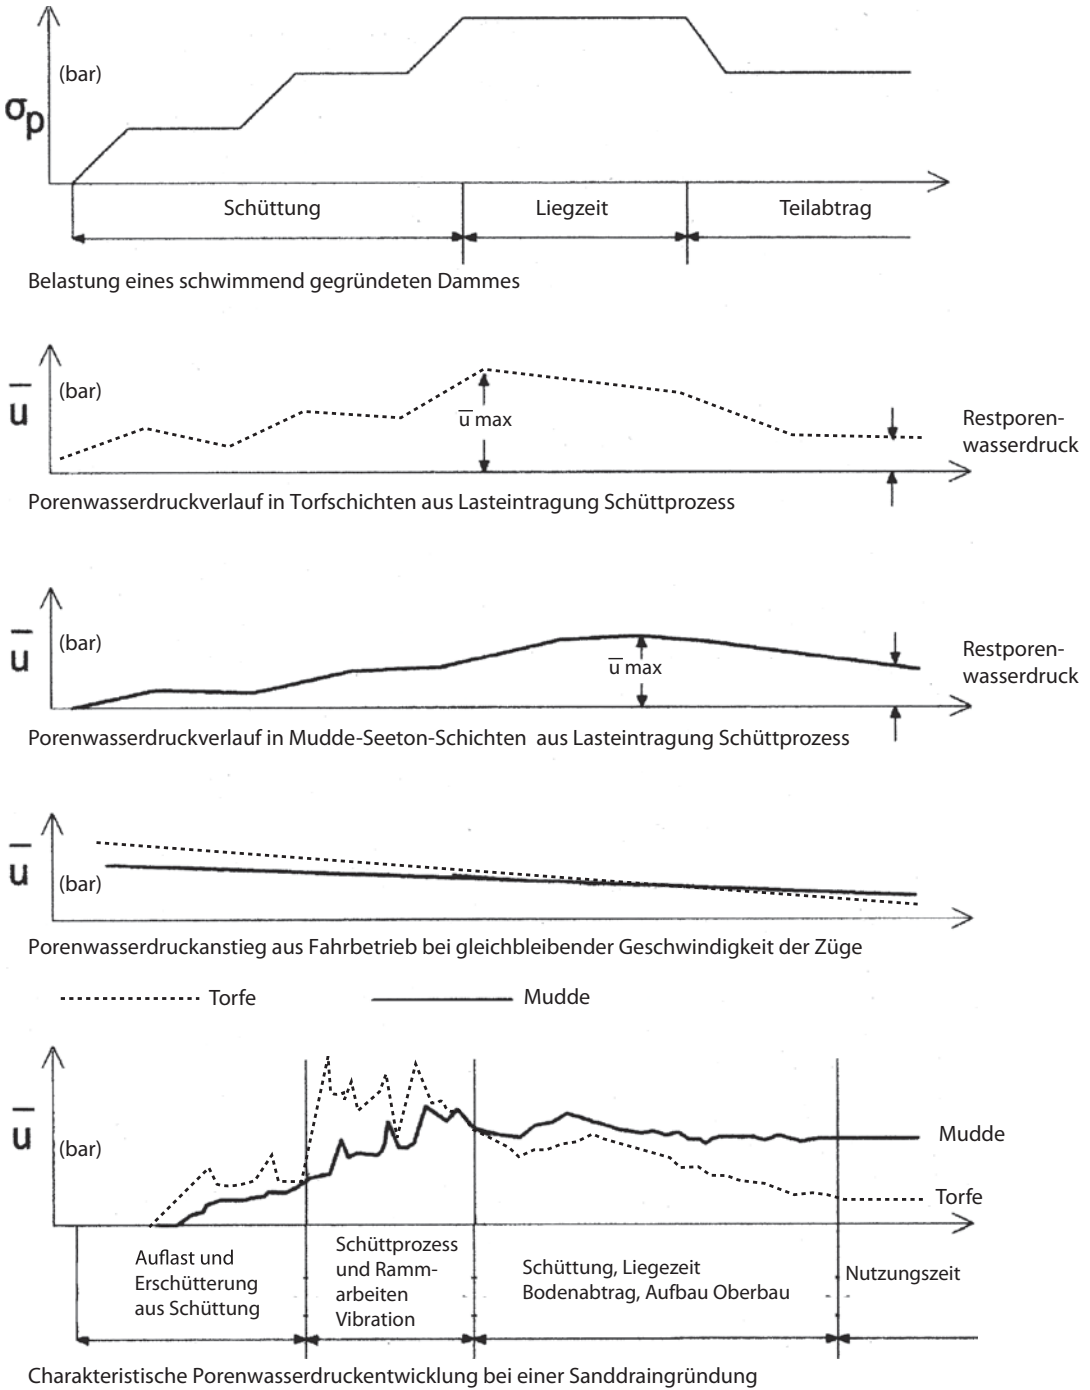 (bar)
σp
Schüttung
Liegzeit
Teilabtrag
Belastung eines schwimmend gegründeten Dammes
u̅
(bar)
u̅ max
Restporen-
wasserdruck
Porenwasserdruckverlauf in Torfschichten aus Lasteintragung Schüttprozess
u̅
(bar)
u̅ max
Restporen-
wasserdruck
Porenwasserdruckverlauf in Mudde-Seeton-Schichten aus Lasteintragung Schüttprozess
u̅
(bar)
Porenwasserdruckanstieg aus Fahrbetrieb bei gleichbleibender Geschwindigkeit der Züge
Torfe
Mudde
u̅
(bar)
Mudde
Torfe
Auflast und
Erschütterung
aus Schüttung
Schüttprozess
und Ramm-
arbeiten
Vibration
Schüttung, Liegezeit
Bodenabtrag, Aufbau Oberbau
Nutzungszeit
Charakteristische Porenwasserdruckentwicklung bei einer Sanddraingründung